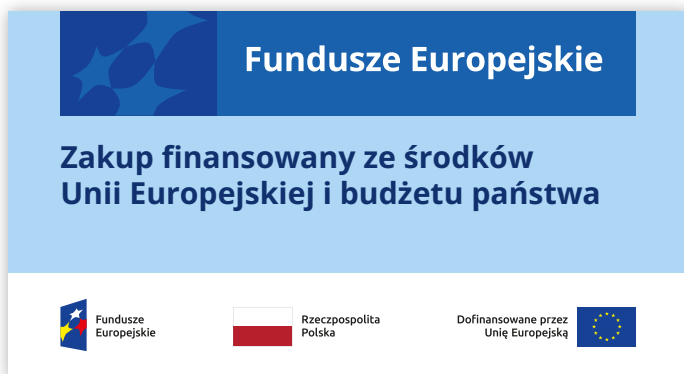 Fundusze Europejskie
Zakup finansowany ze środków
Unii Europejskiej i budżetu państwa
Fundusze
Europejskie
Rzeczpospolita
Polska
Dofinansowane przez
Unię Europejską